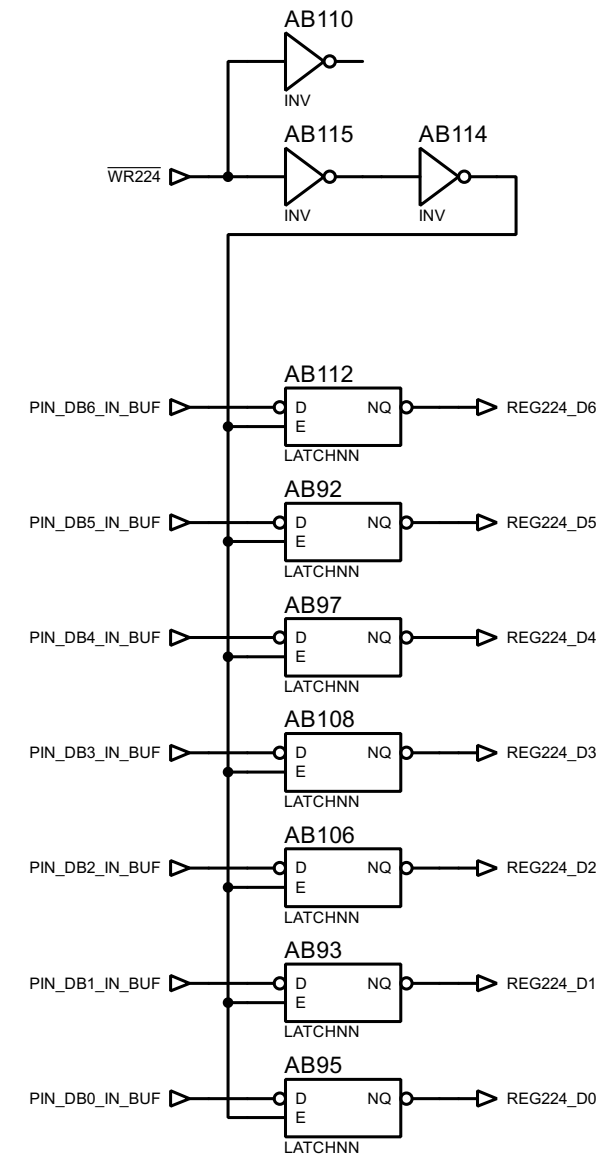 AB110
INV
AB115 AB114
WR224
INV INV
AB112
PIN_DB6_IN_BUF D NQ REG224_D6
E
LATCHNN
AB92
PIN_DB5_IN_BUF D NQ REG224_D5
E
LATCHNN
AB97
PIN_DB4_IN_BUF D NQ REG224_D4
E
LATCHNN
AB108
PIN_DB3_IN_BUF D NQ REG224_D3
E
LATCHNN
AB106
PIN_DB2_IN_BUF D NQ REG224_D2
E
LATCHNN
AB93
PIN_DB1_IN_BUF D NQ REG224_D1
E
LATCHNN
AB95
PIN_DB0_IN_BUF D NQ REG224_D0
E
LATCHNN